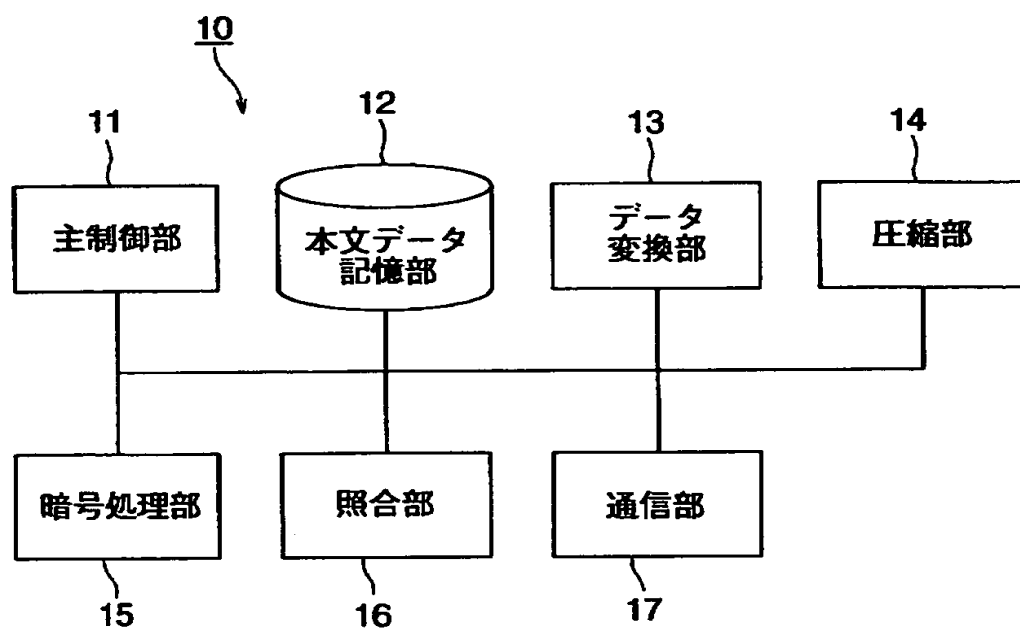 10
11
12
13
14
主制御部
本文データ
記憶部
データ
変換部
圧縮部
暗号処理部
照合部
通信部
15
16
17